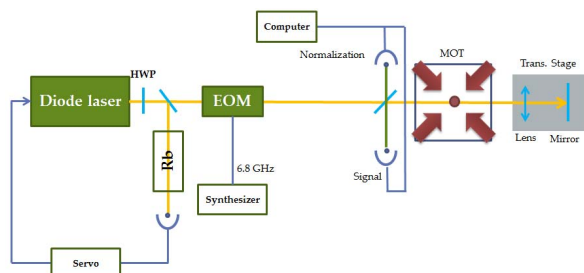 Computer
Normalization
MOT
Trans. Stage
HWP
Diode laser
EOM
Lens
Mirror
Rb
6.8 GHz
Signal
Synthesizer
Servo